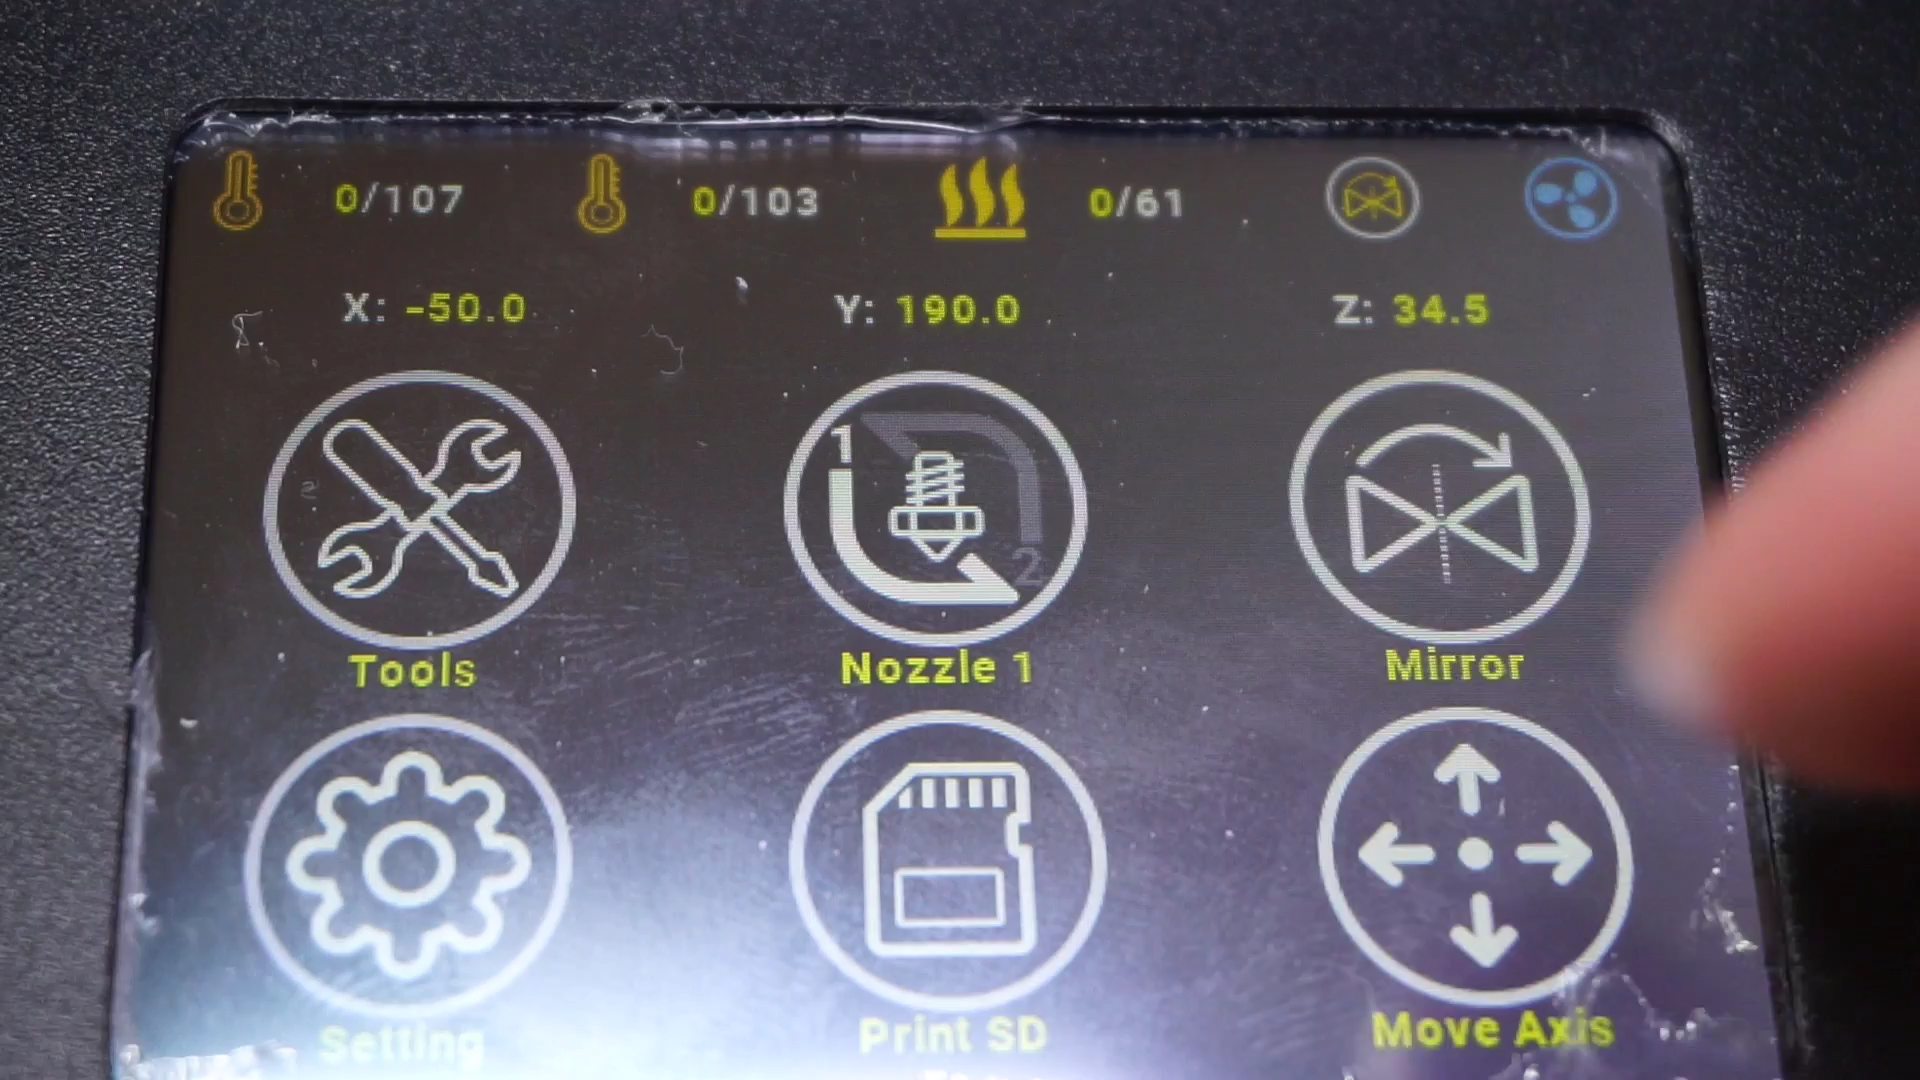 0/107 0/103 0/61
X: -50.0 Y: 190.0 Z: 34.5
1
2
Tools Nozzle 1 Mirror
Setting Print SD Move Axis